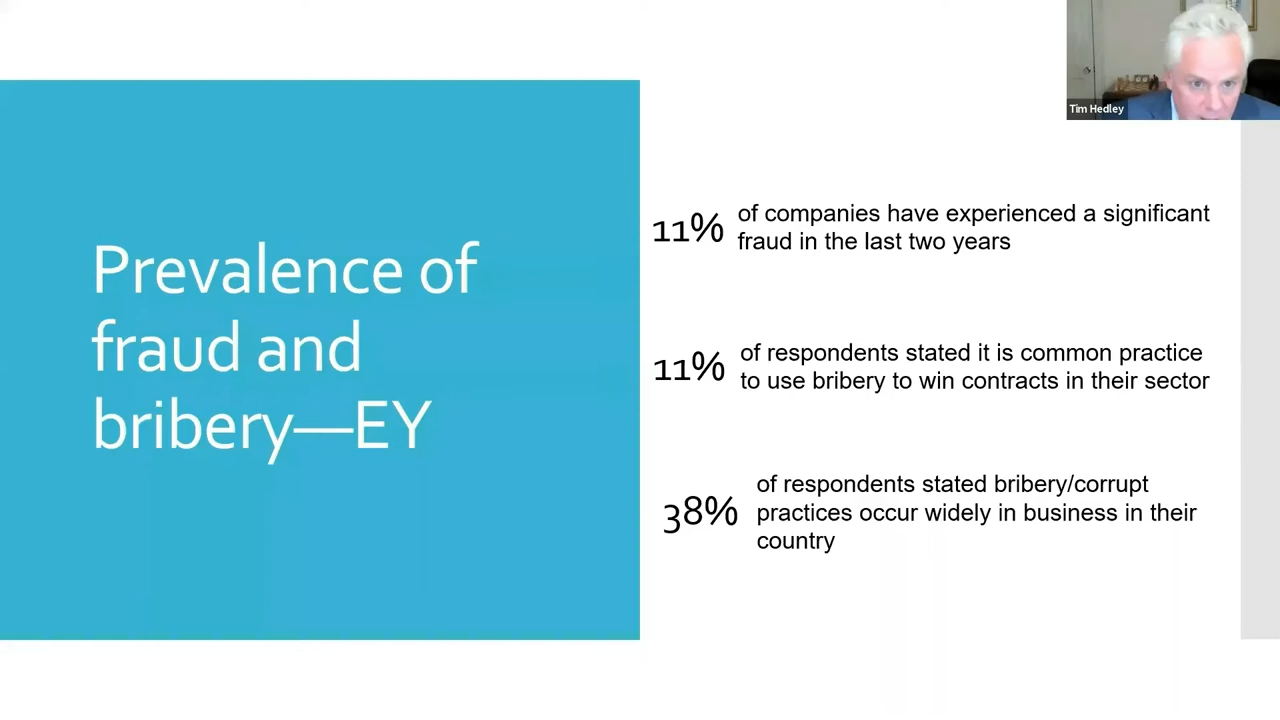 Tim Hedley
Prevalence of
fraud and
bribery—EY
11%
of companies have experienced a significant
fraud in the last two years
11%
of respondents stated it is common practice
to use bribery to win contracts in their sector
38%
of respondents stated bribery/corrupt
practices occur widely in business in their
country